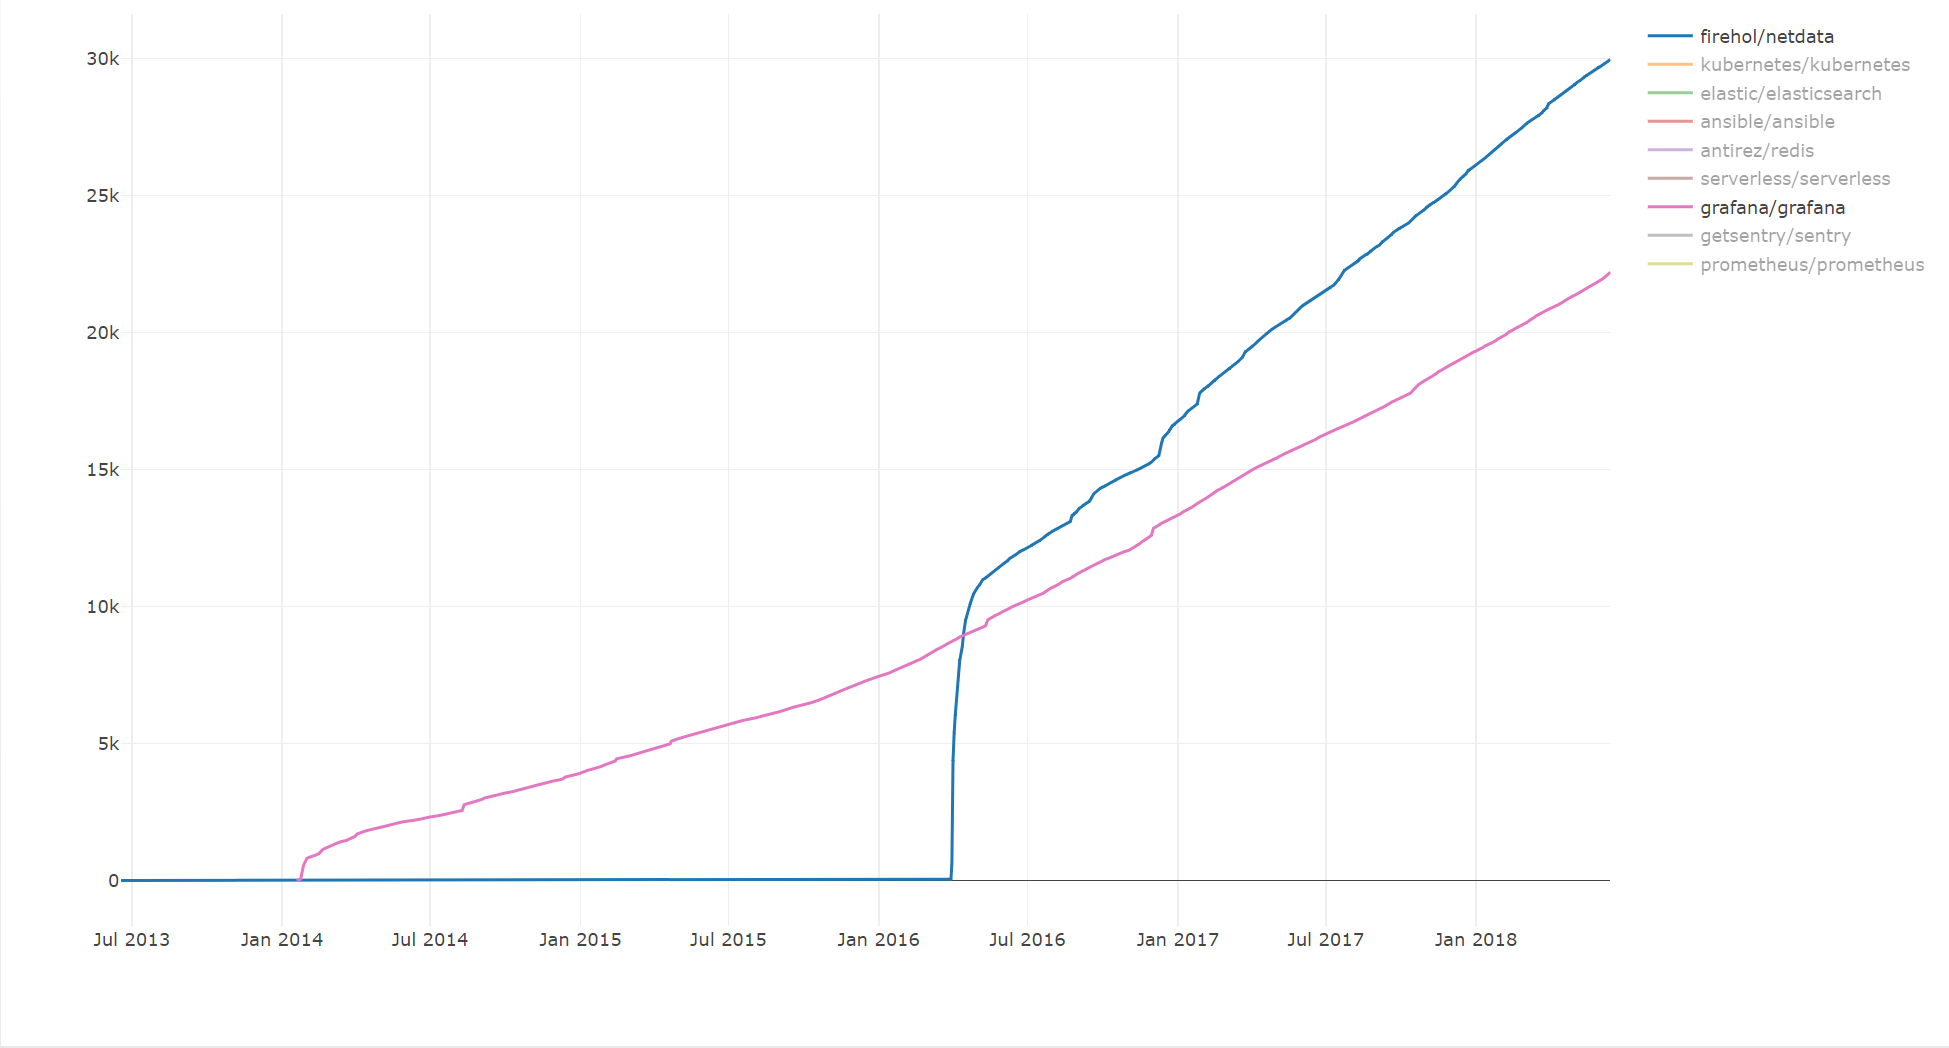 30k
25k
20k
15k
10k
5k
0
Jul 2013
Jan 2014
Jul 2014
Jan 2015
Jul 2015
Jan 2016
Jul 2016
Jan 2017
Jul 2017
Jan 2018
firehol/netdata
kubernetes/kubernetes
elastic/elasticsearch
ansible/ansible
antirez/redis
serverless/serverless
grafana/grafana
getsentry/sentry
prometheus/prometheus